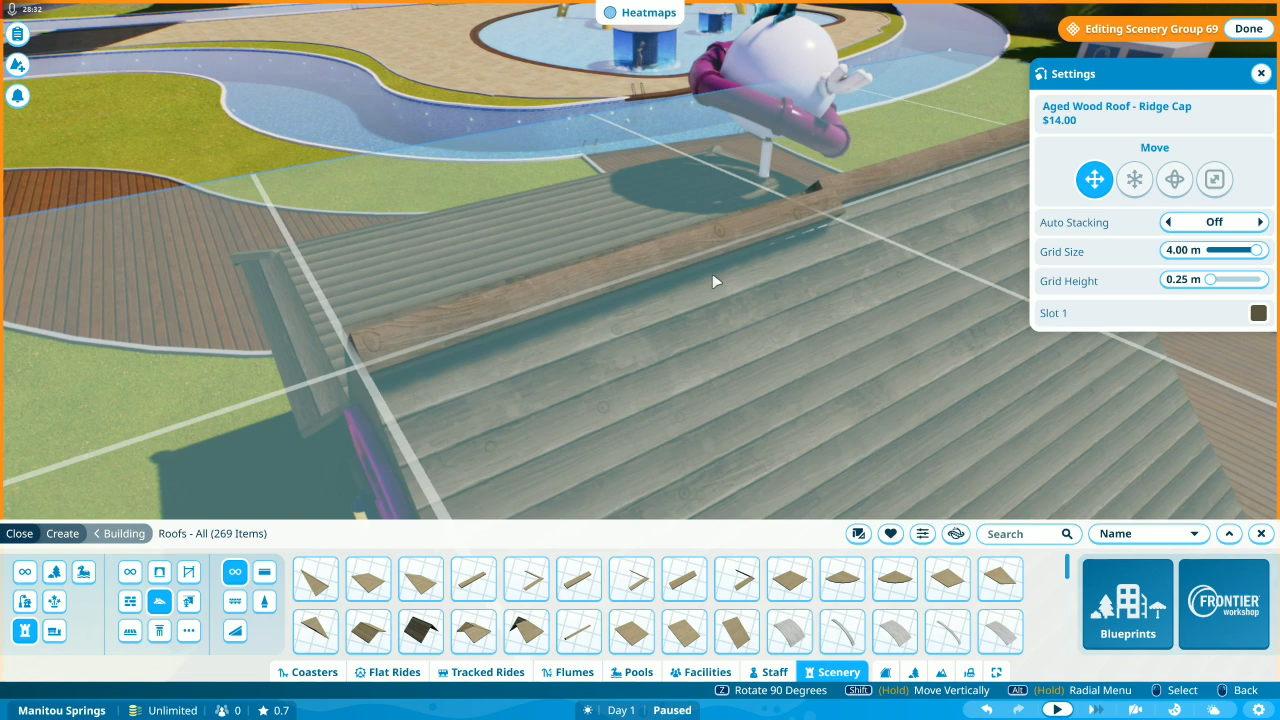 28:32
Heatmaps
Editing Scenery Group 69
Done
Settings
Aged Wood Roof - Ridge Cap
$14.00
Move
Auto Stacking
Off
Grid Size
4.00 m
Grid Height
0.25 m
Slot 1
Close
Create
Building
Roofs - All (269 Items)
Search
Name
Blueprints
FRONTIER
workshop
Coasters
Flat Rides
Tracked Rides
Flumes
Pools
Facilities
Staff
Scenery
Z Rotate 90 Degrees
Shift (Hold) Move Vertically
Alt (Hold) Radial Menu
Select
Back
Manitou Springs
Unlimited
0
0.7
Day 1
Paused